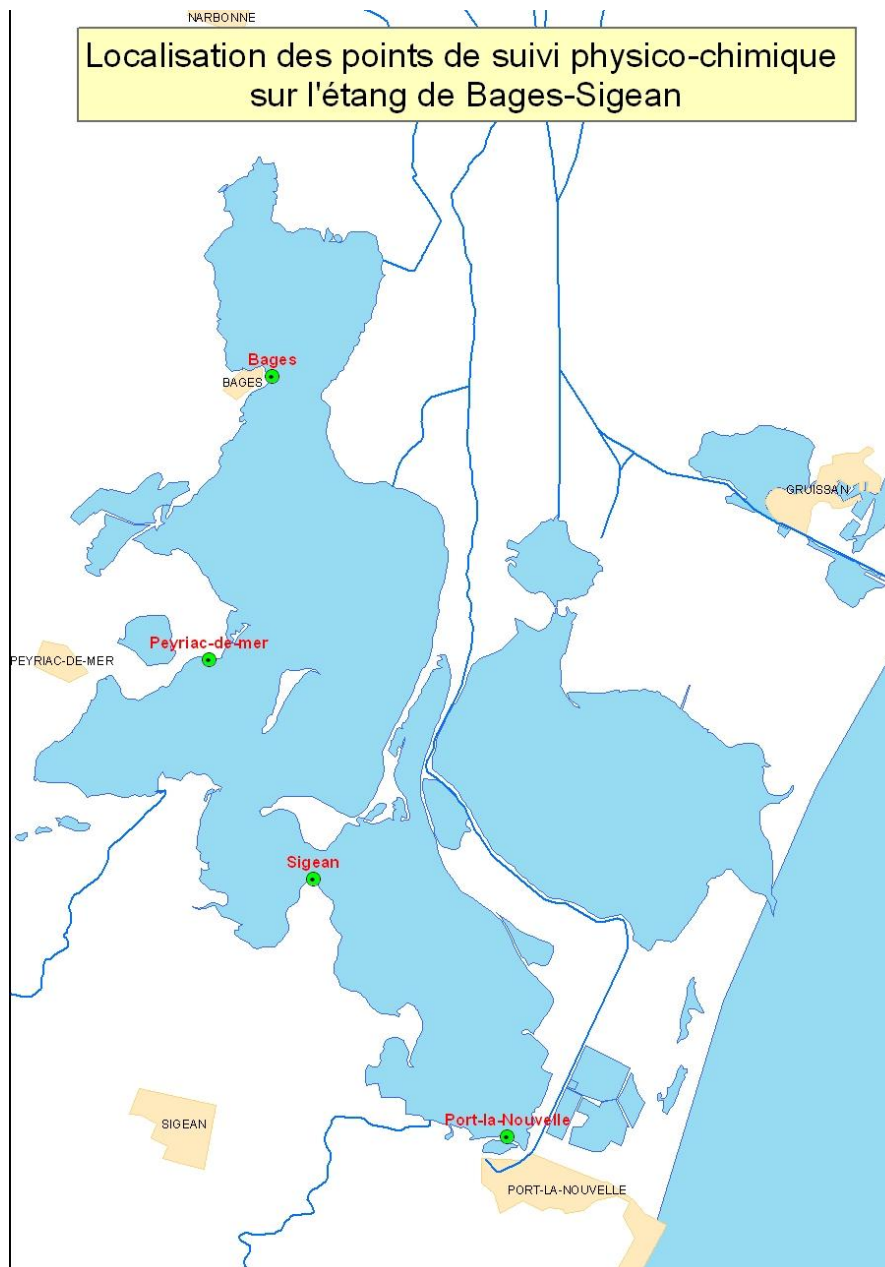 NARBONNE
Localisation des points de suivi physico-chimique
sur l'étang de Bages-Sigean
Bages
BAGES
GRUISSAN
Peyriac-de-mer
PEYRIAC-DE-MER
Sigean
Port-la-Nouvelle
SIGEAN
PORT-LA-NOUVELLE